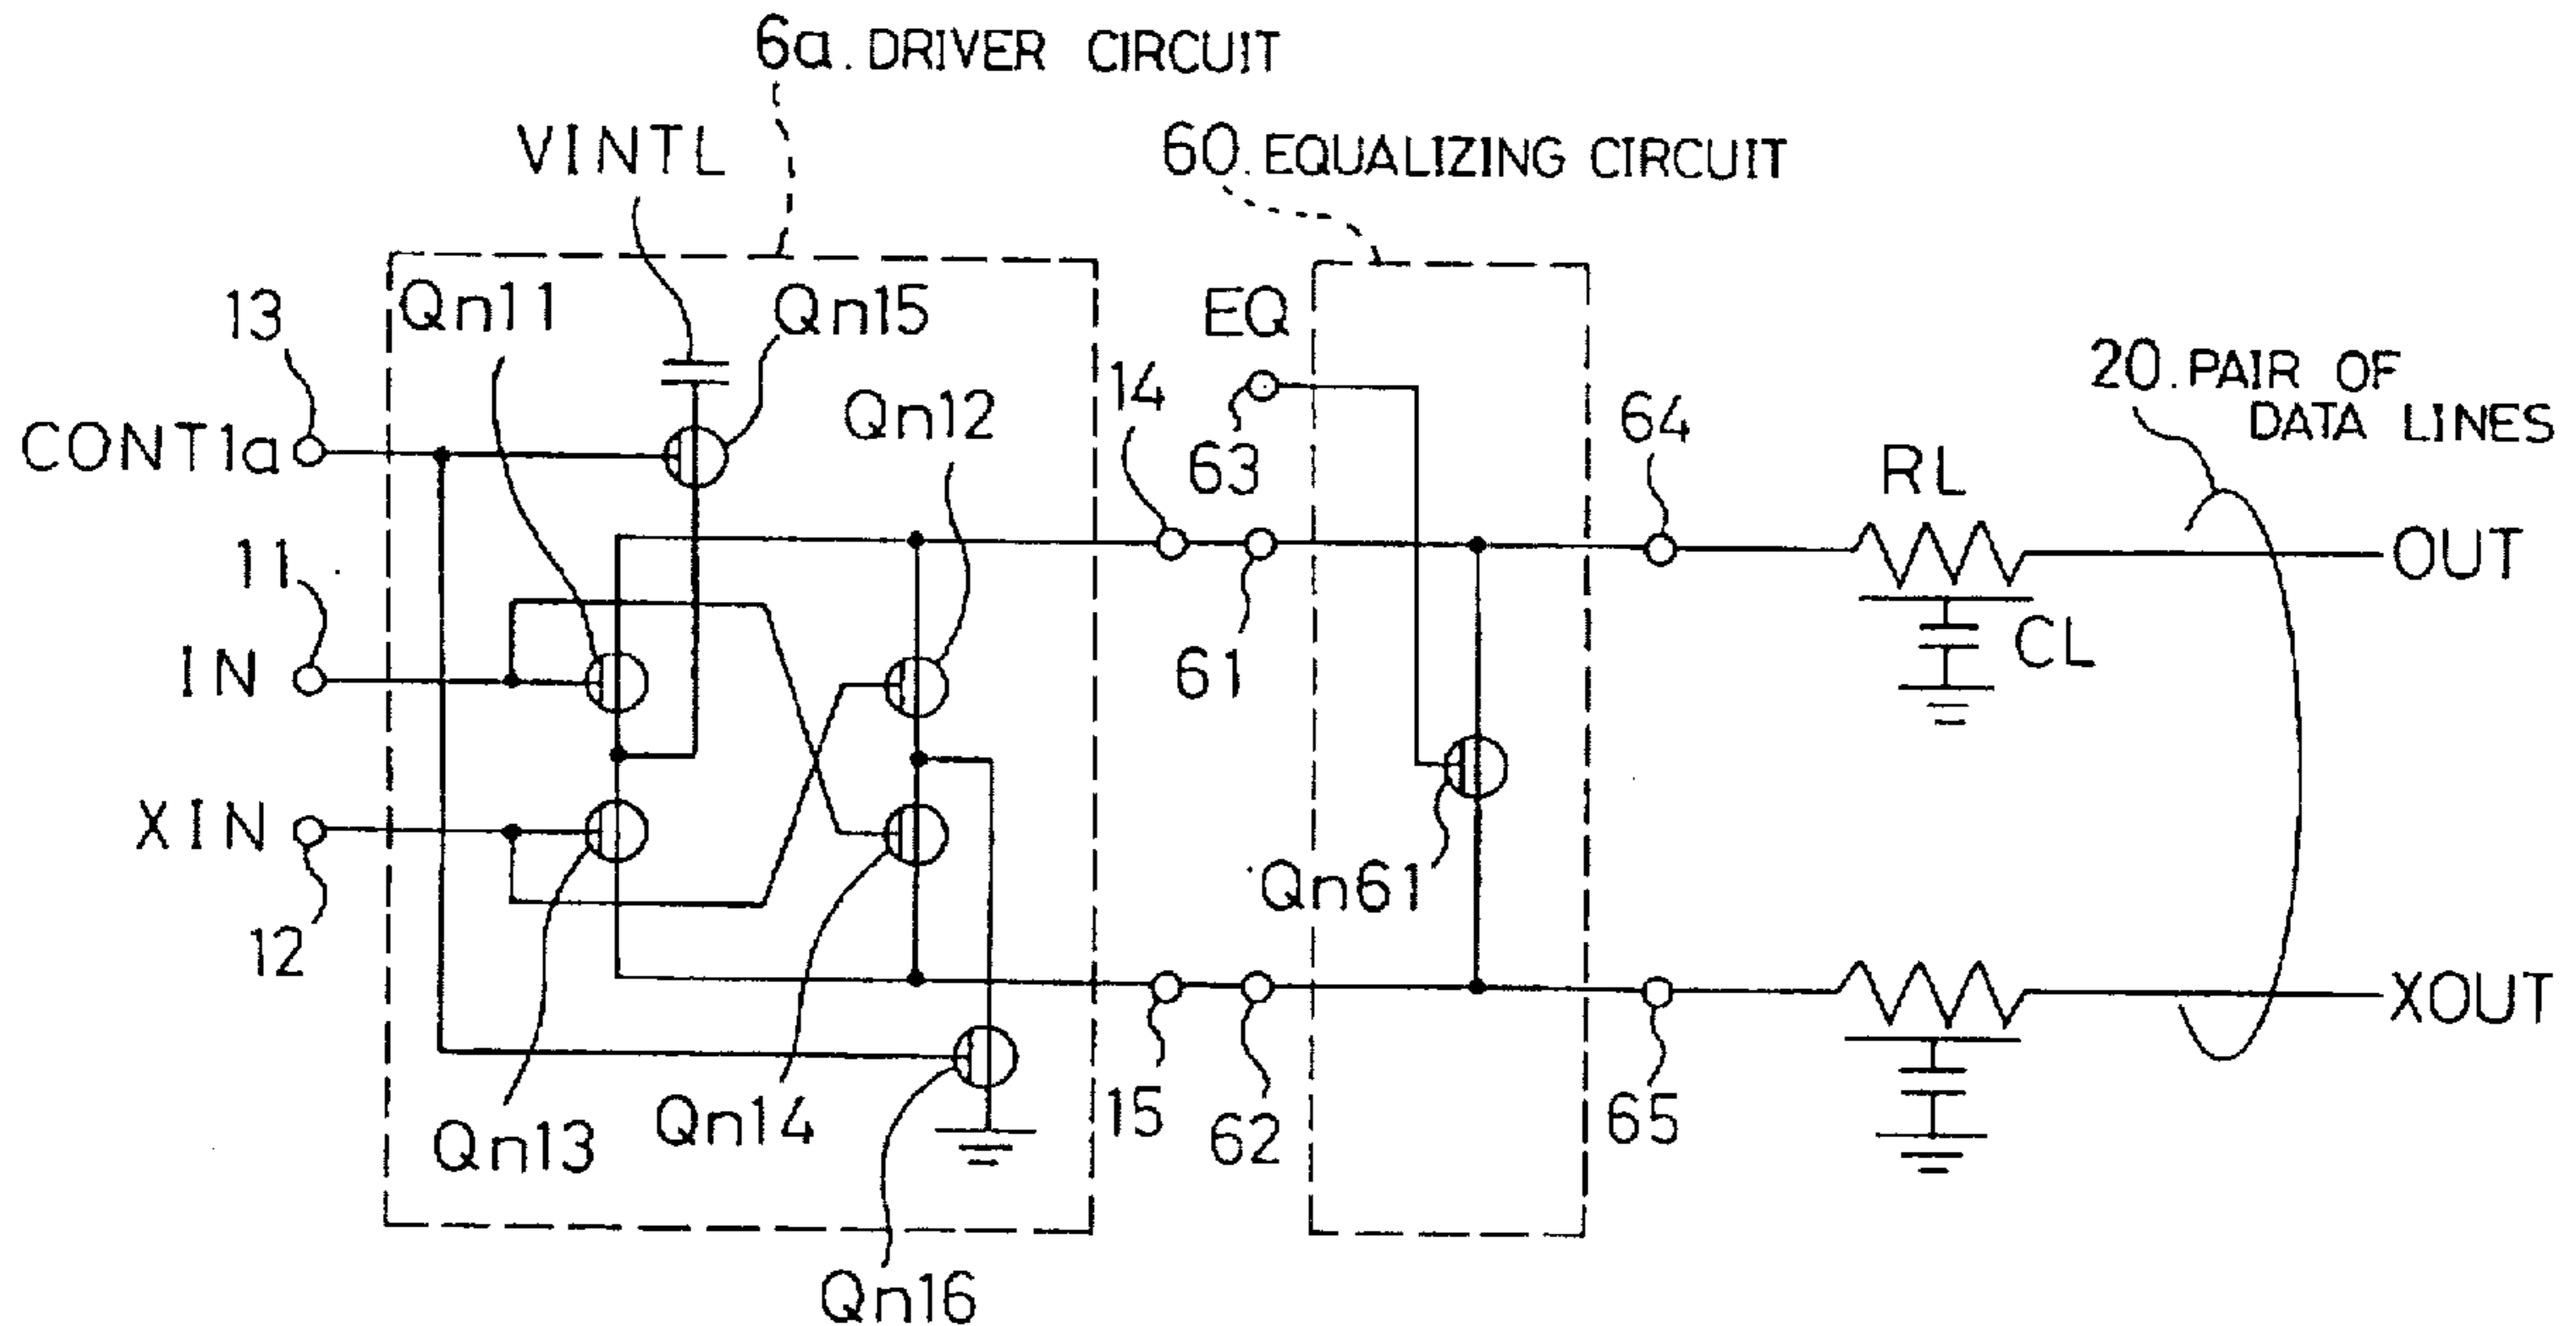 6a. DRIVER CIRCUIT
VINTL
60. EQUALIZING CIRCUIT
Qn11
Qn15
13
EQ
14
Qn12
20. PAIR OF
DATA LINES
CONT1a
63
64
RL
11
OUT
IN
61
CL
XIN
Qn61
12
XOUT
Qn13
Qn14
15
62
65
Qn16